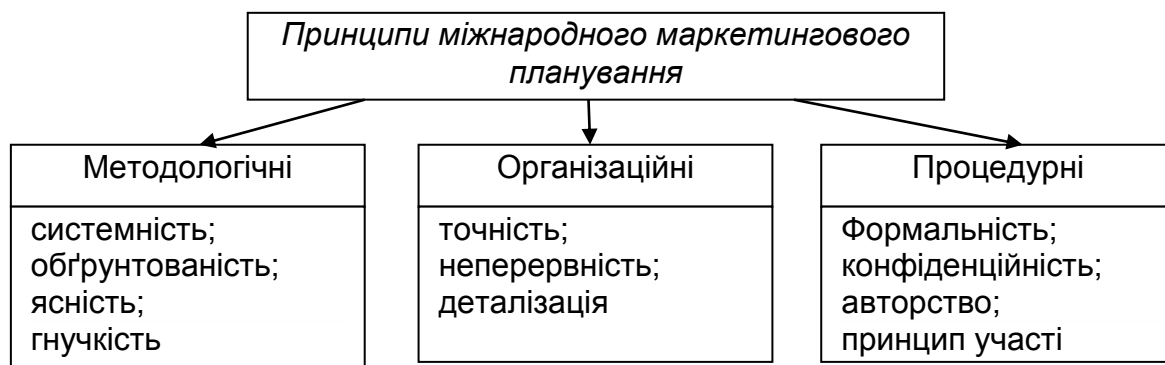 Принципи міжнародного маркетингового
планування
Методологічні
системність;
обґрунтованість;
ясність;
гнучкість
Організаційні
точність;
неперервність;
деталізація
Процедурні
Формальність;
конфіденційність;
авторство;
принцип участі